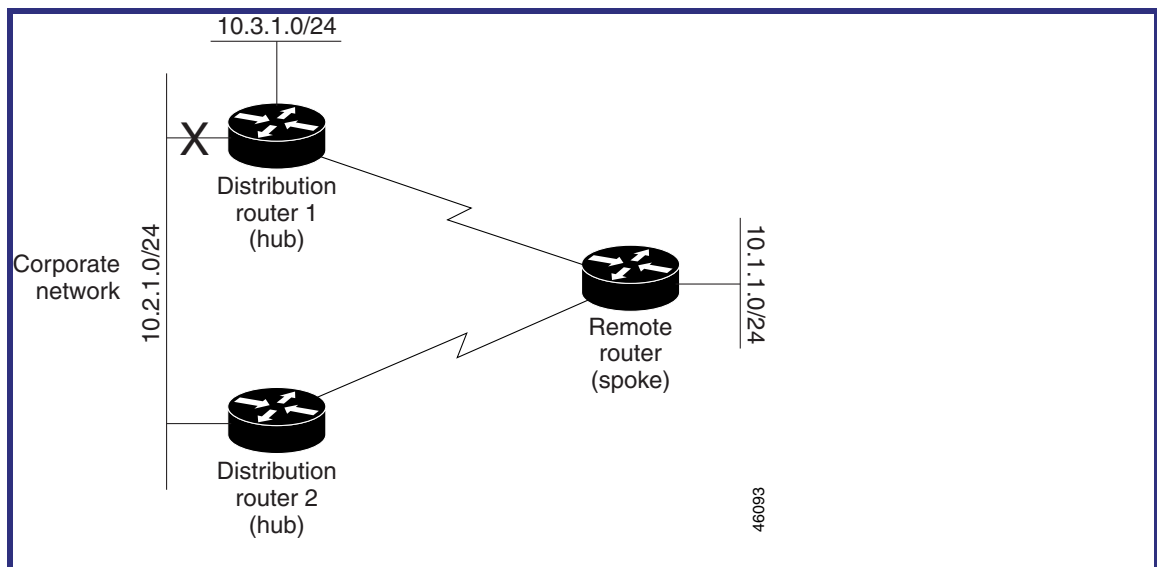 10.3.1.0/24
Distribution
router 1
(hub)
Corporate
network
10.2.1.0/24
10.1.1.0/24
Remote
router
(spoke)
Distribution
router 2
(hub)
46093